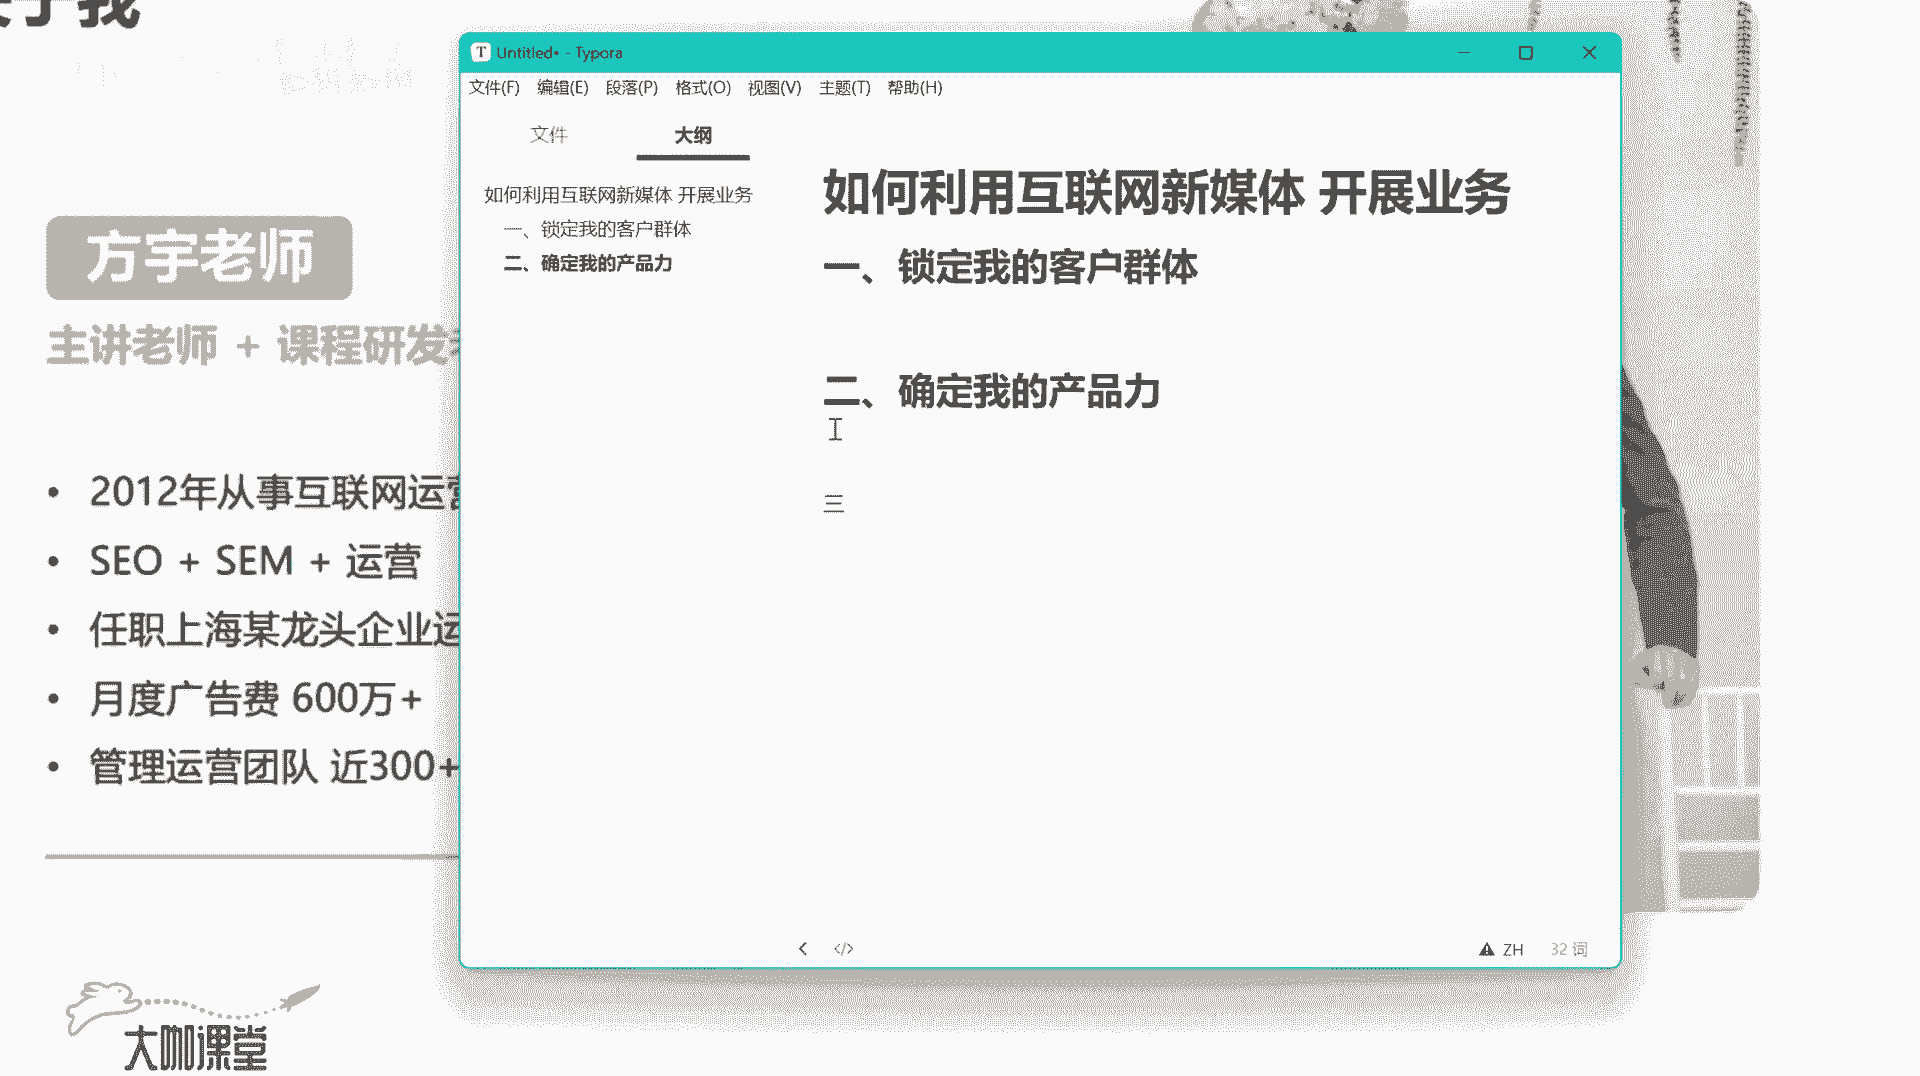 于我
方宇老师
主讲老师 + 课程研发
2012年从事互联网运营
SEO + SEM + 运营
任职上海某龙头企业运
月度广告费 600万+
管理运营团队 近300+
大咖课堂
Untitled• - Typora
文件(F) 编辑(E) 段落(P) 格式(O) 视图(V) 主题(T) 帮助(H)
文件 大纲
如何利用互联网新媒体 开展业务
一、锁定我的客户群体
二、确定我的产品力
如何利用互联网新媒体 开展业务
一、锁定我的客户群体
二、确定我的产品力
三
ZH 32 词